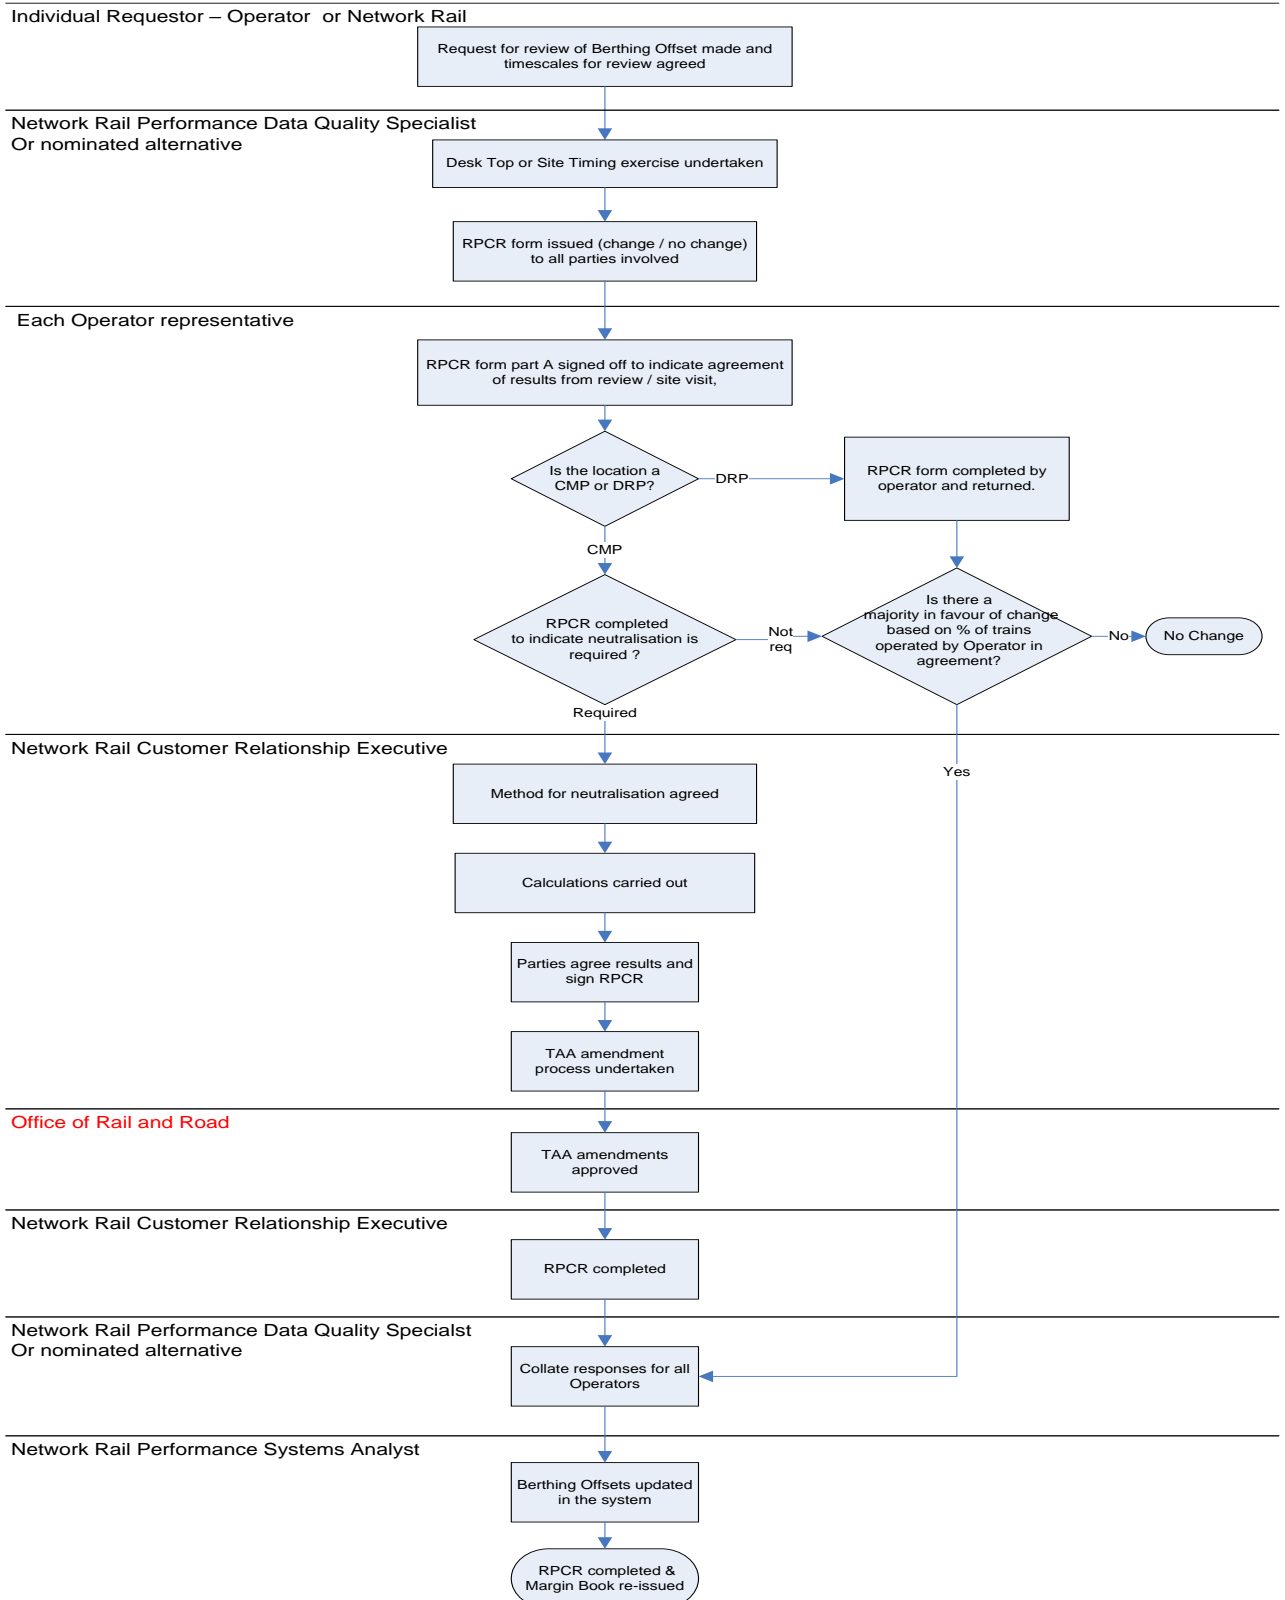 Individual Requestor – Operator  or Network Rail
Request for review of Berthing Offset made and
timescales for review agreed
Network Rail Performance Data Quality Specialist
Or nominated alternative
Desk Top or Site Timing exercise undertaken
RPCR form issued (change / no change)
to all parties involved
Each Operator representative
RPCR form part A signed off to indicate agreement
of results from review / site visit,
Is the location a
CMP or DRP?
DRP
RPCR form completed by
operator and returned.
CMP
RPCR completed
to indicate neutralisation is
required ?
Not
req
Is there a
majority in favour of change
based on % of trains
operated by Operator in
agreement?
No
No Change
Required
Network Rail Customer Relationship Executive
Yes
Method for neutralisation agreed
Calculations carried out
Parties agree results and
sign RPCR
TAA amendment
process undertaken
Office of Rail and Road
TAA amendments
approved
Network Rail Customer Relationship Executive
RPCR completed
Network Rail Performance Data Quality Specialst
Or nominated alternative
Collate responses for all
Operators
Network Rail Performance Systems Analyst
Berthing Offsets updated
in the system
RPCR completed &
Margin Book re-issued